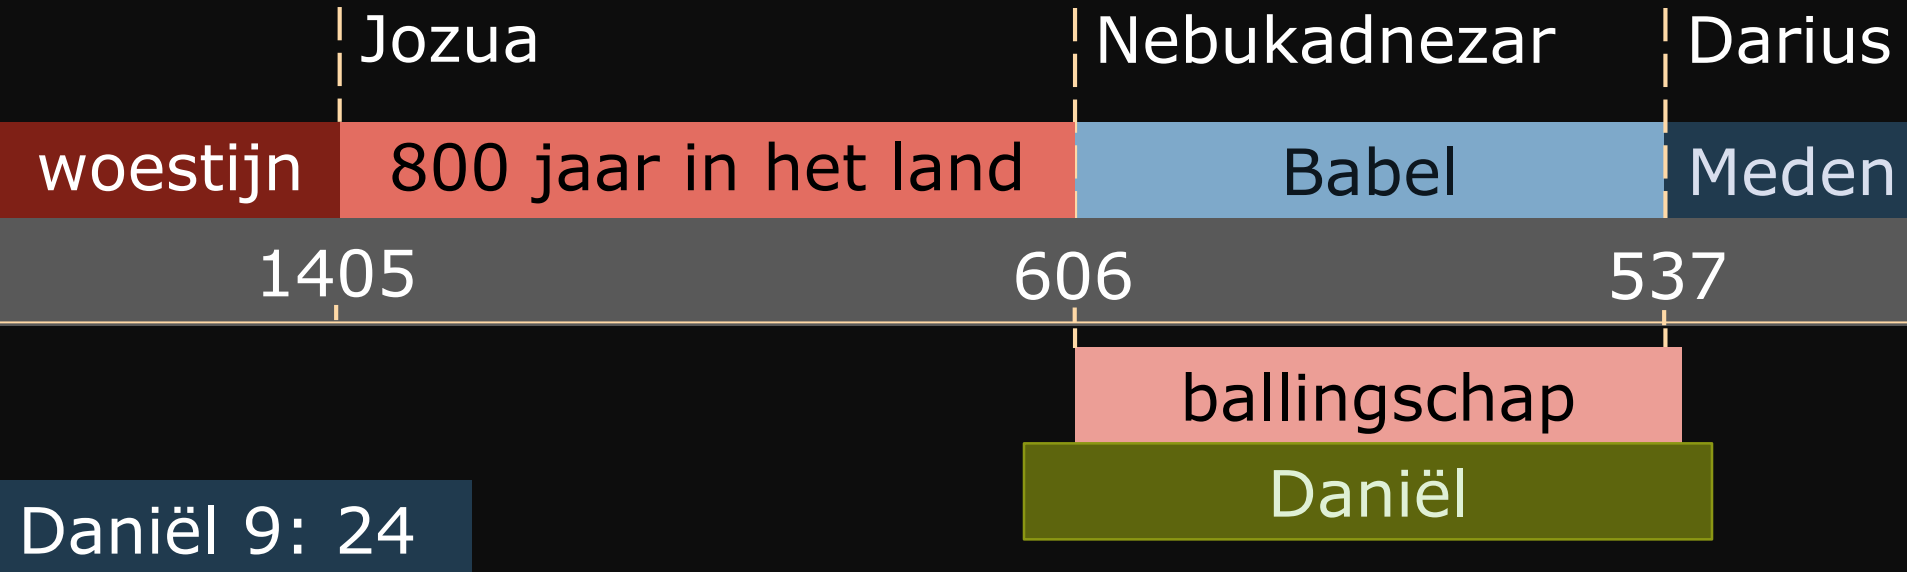 Jozua Nebukadnezar Darius
woestijn 800 jaar in het land Babel Meden
1405 606 537
ballingschap
Daniël
Daniël 9: 24